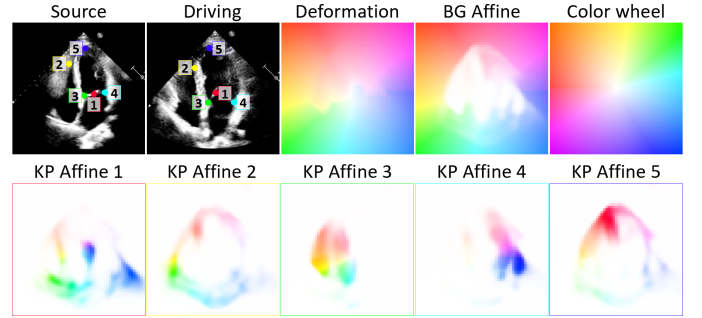 Source Driving Deformation BG Affine Color wheel
5 5
2 2
3 1 4 3 1 4
KP Affine 1 KP Affine 2 KP Affine 3 KP Affine 4 KP Affine 5